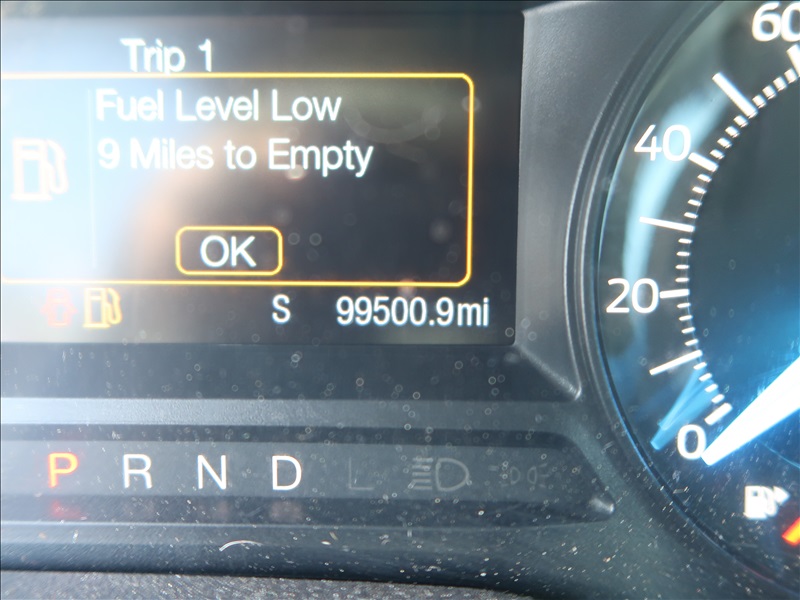 Trip 1
Fuel Level Low
9 Miles to Empty
OK
S 99500.9mi
P R N D L
60
40
20
0